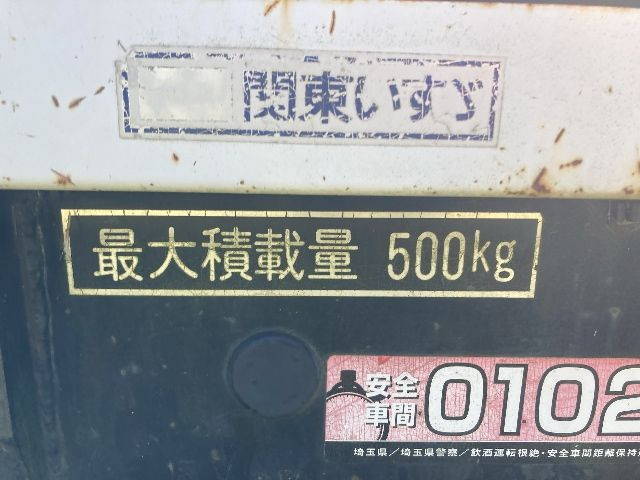 関東いすゞ
最大積載量 500kg
安全
車間 0102
埼玉県/埼玉県警察/飲酒運転根絶・安全車間距離保持